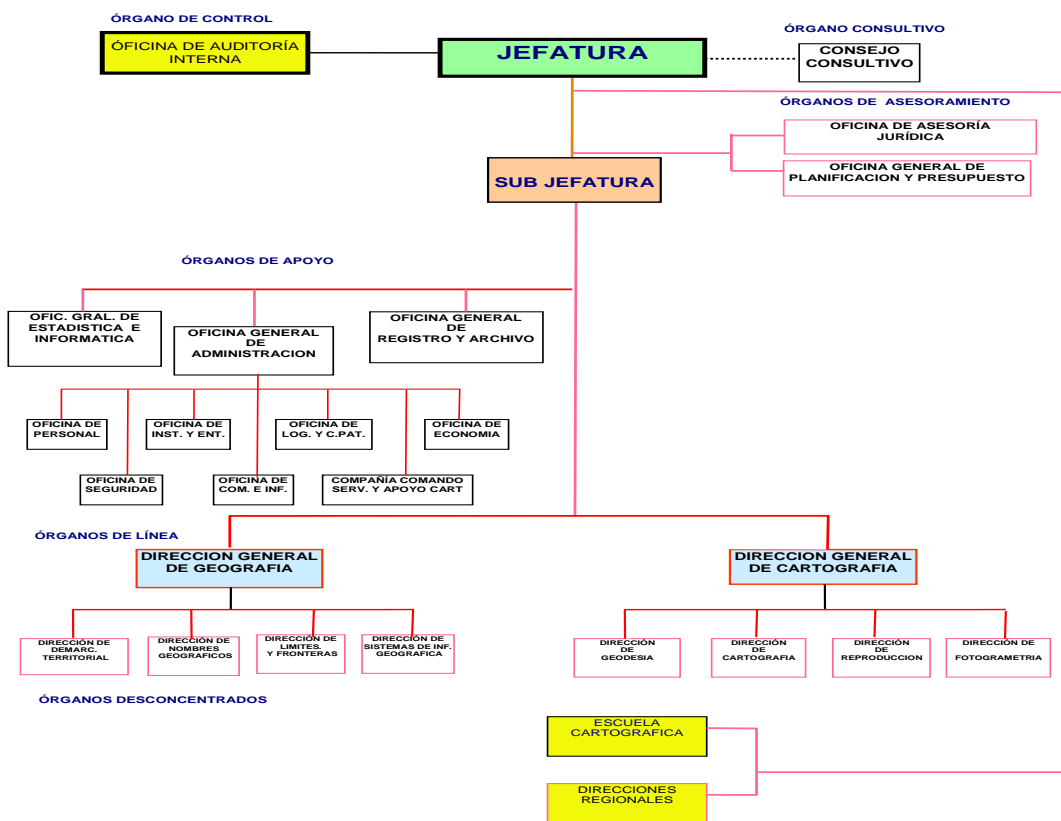 ÓRGANO DE CONTROL
ÓFICINA DE AUDITORÍA
INTERNA
JEFATURA
ÓRGANO CONSULTIVO
CONSEJO
CONSULTIVO
ÓRGANOS DE ASESORAMIENTO
OFICINA DE ASESORÍA
JURÍDICA
OFICINA GENERAL DE
PLANIFICACION Y PRESUPUESTO
SUB JEFATURA
ÓRGANOS DE APOYO
OFIC. GRAL. DE
ESTADISTICA E
INFORMATICA
OFICINA GENERAL
DE
ADMINISTRACION
OFICINA GENERAL
DE
REGISTRO Y ARCHIVO
OFICINA DE
PERSONAL
OFICINA DE
INST. Y ENT.
OFICINA DE
LOG. Y C.PAT.
OFICINA DE
ECONOMIA
OFICINA DE
SEGURIDAD
OFICINA DE
COM. E INF.
COMPAÑÍA COMANDO
SERV. Y APOYO CART
ÓRGANOS DE LÍNEA
DIRECCION GENERAL
DE GEOGRAFIA
DIRECCION GENERAL
DE CARTOGRAFIA
DIRECCIÓN DE
DEMARC.
TERRITORIAL
DIRECCIÓN DE
NOMBRES
GEOGRAFICOS
DIRECCIÓN DE
LIMITES.
Y FRONTERAS
DIRECCIÓN DE
SISTEMAS DE INF.
GEOGRAFICA
DIRECCIÓN
DE
GEODESIA
DIRECCIÓN
DE
CARTOGRAFIA
DIRECCIÓN
DE
REPRODUCCION
DIRECCIÓN DE
FOTOGRAMETRIA
ÓRGANOS DESCONCENTRADOS
ESCUELA
CARTOGRAFICA
DIRECCIONES
REGIONALES